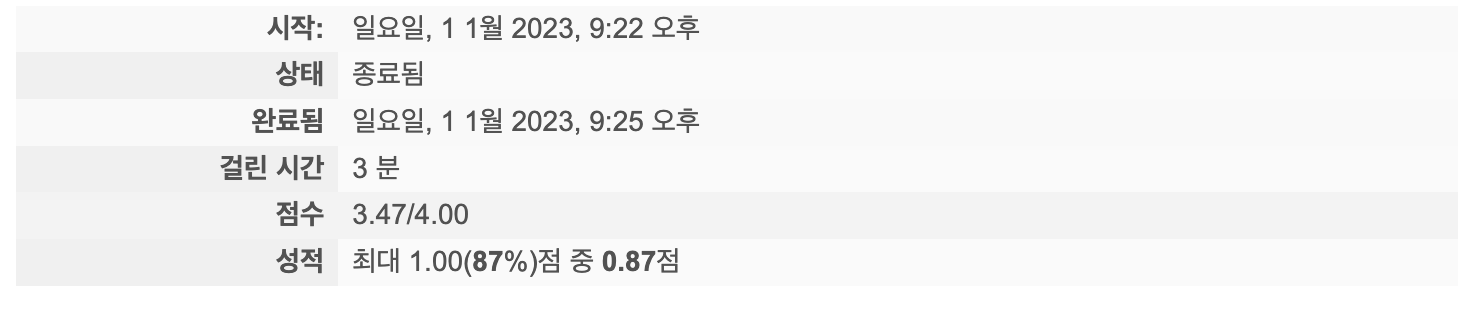 시작: 일요일, 1 1월 2023, 9:22 오후
상태 종료됨
완료됨 일요일, 1 1월 2023, 9:25 오후
걸린 시간 3 분
점수 3.47/4.00
성적 최대 1.00(87%)점 중 0.87점